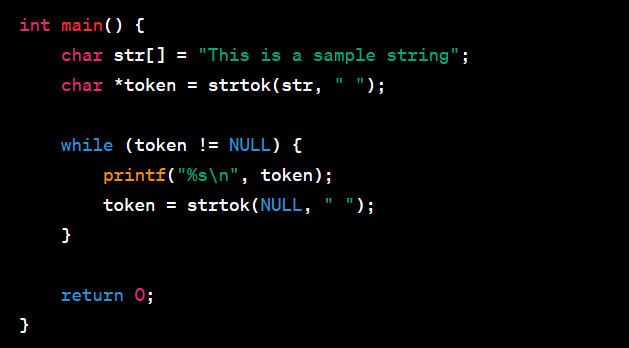 int main() {
    char str[] = "This is a sample string";
    char *token = strtok(str, " ");

    while (token != NULL) {
        printf("%s\n", token);
        token = strtok(NULL, " ");
    }

    return 0;
}